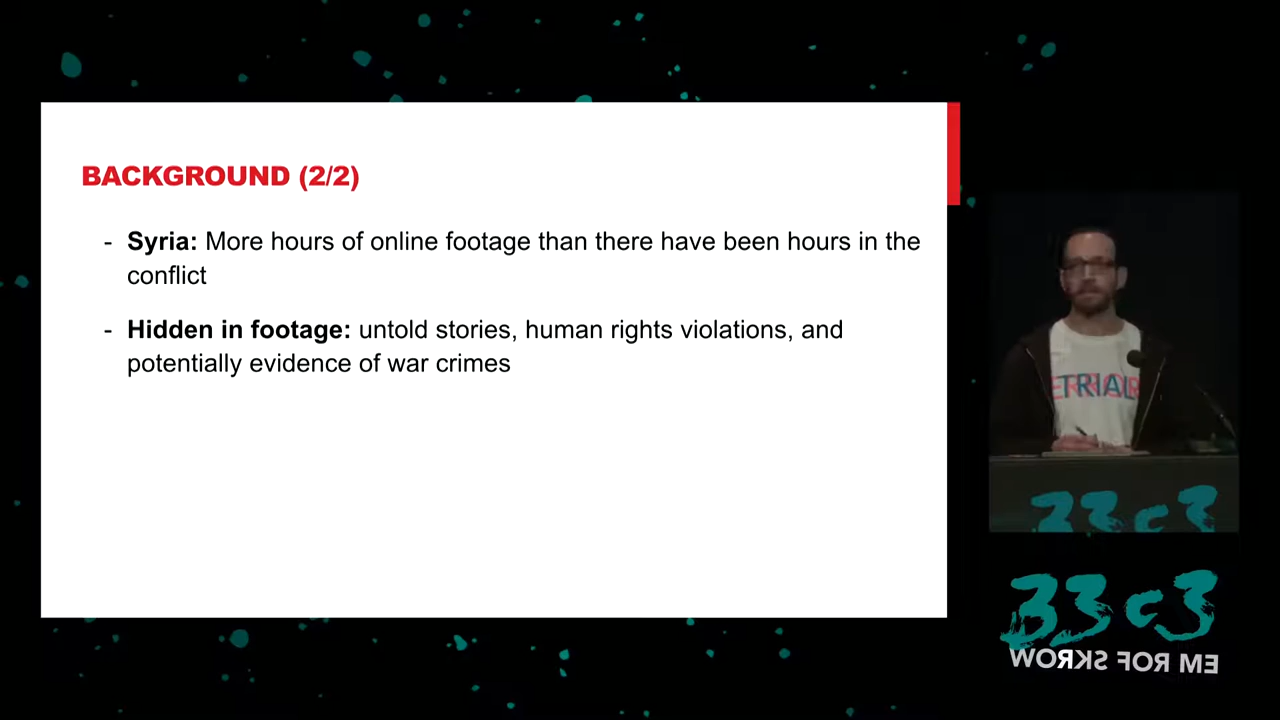 BACKGROUND (2/2)
- Syria: More hours of online footage than there have been hours in the
conflict
- Hidden in footage: untold stories, human rights violations, and
potentially evidence of war crimes
TRIAL
33c3
33c3
WORKS FOR ME